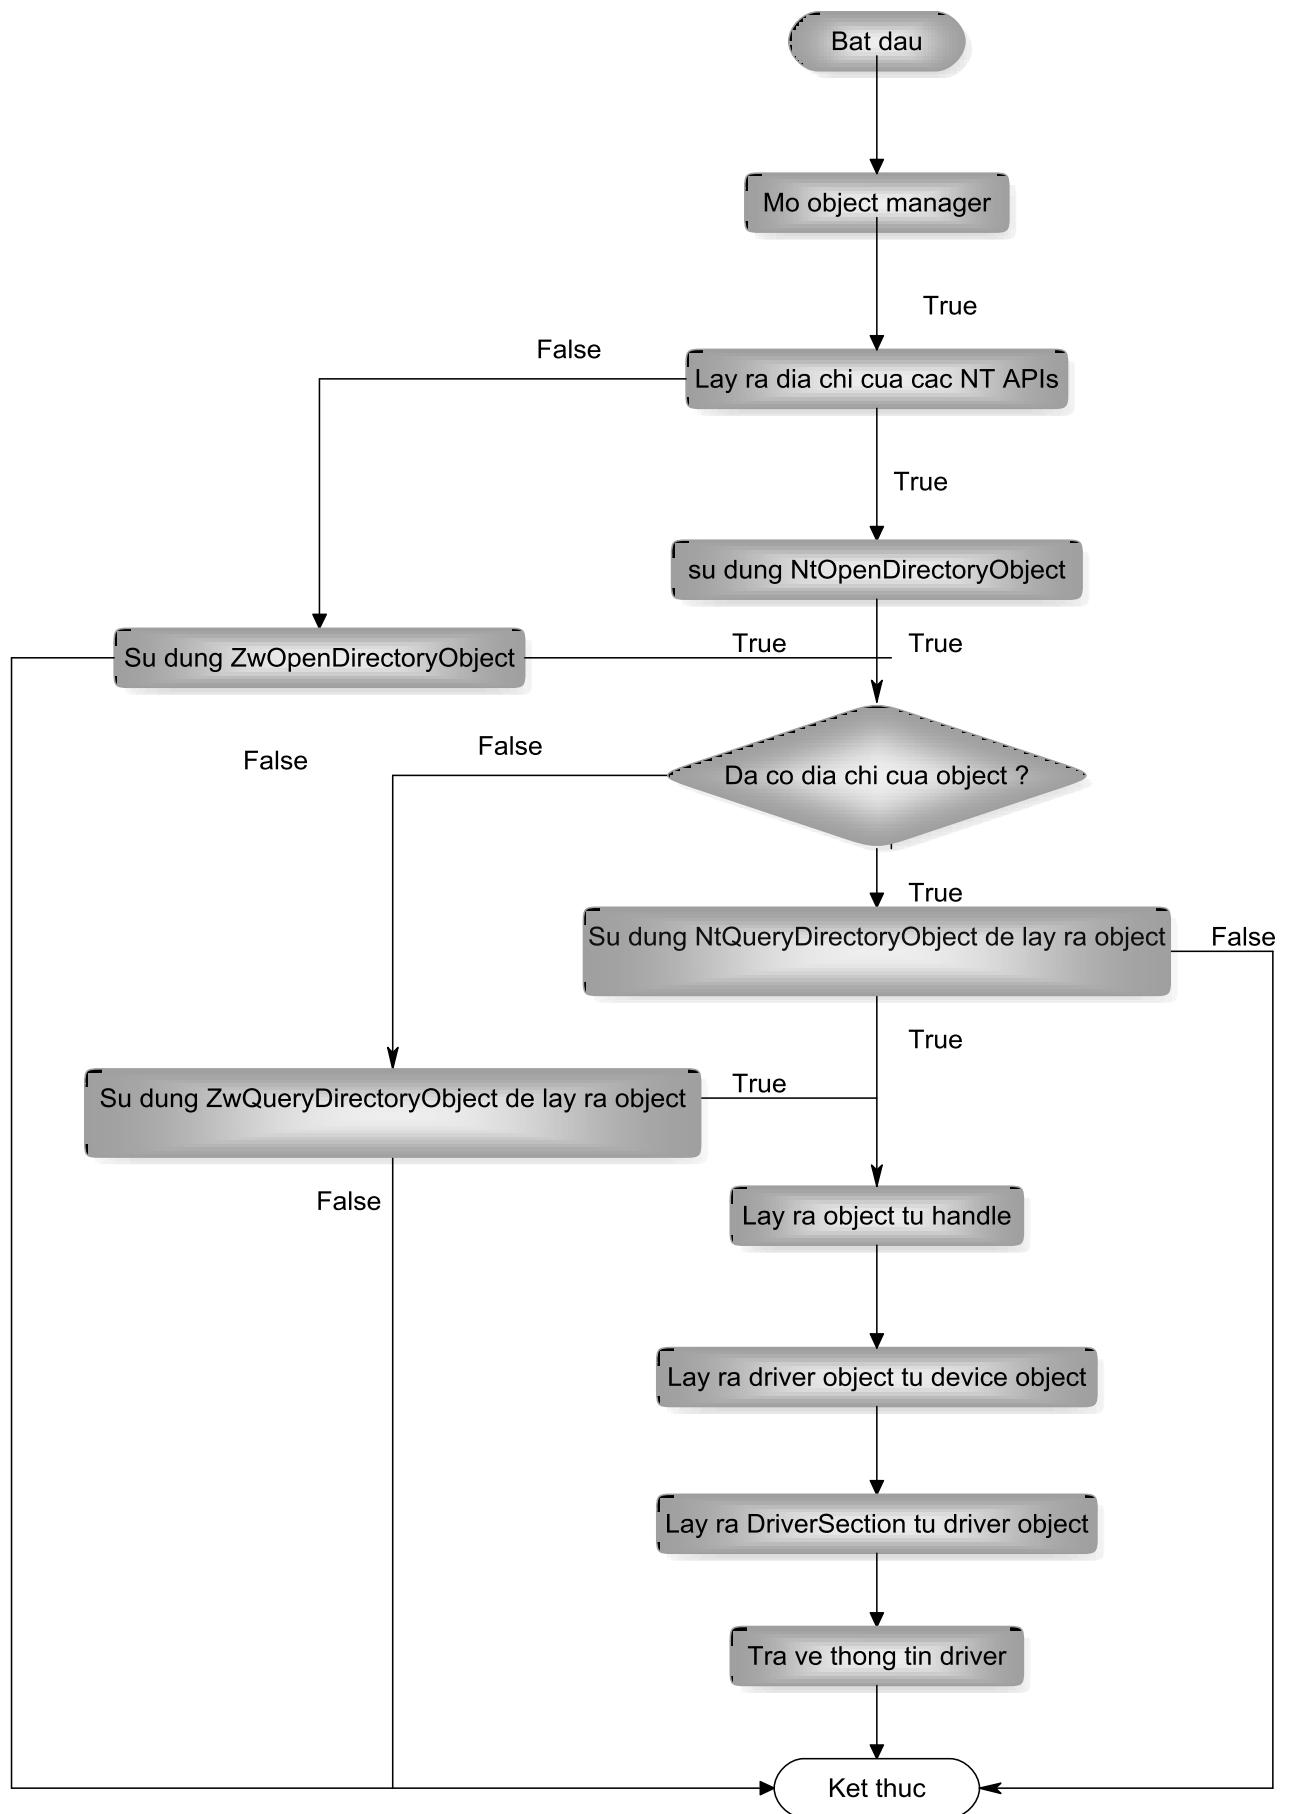 Bat dau
Mo object manager
True
False
Lay ra dia chi cua cac NT APIs
True
su dung NtOpenDirectoryObject
True
True
Su dung ZwOpenDirectoryObject
False
False
Da co dia chi cua object ?
True
Su dung NtQueryDirectoryObject de lay ra object
False
True
True
Su dung ZwQueryDirectoryObject de lay ra object
False
Lay ra object tu handle
Lay ra driver object tu device object
Lay ra DriverSection tu driver object
Tra ve thong tin driver
Ket thuc